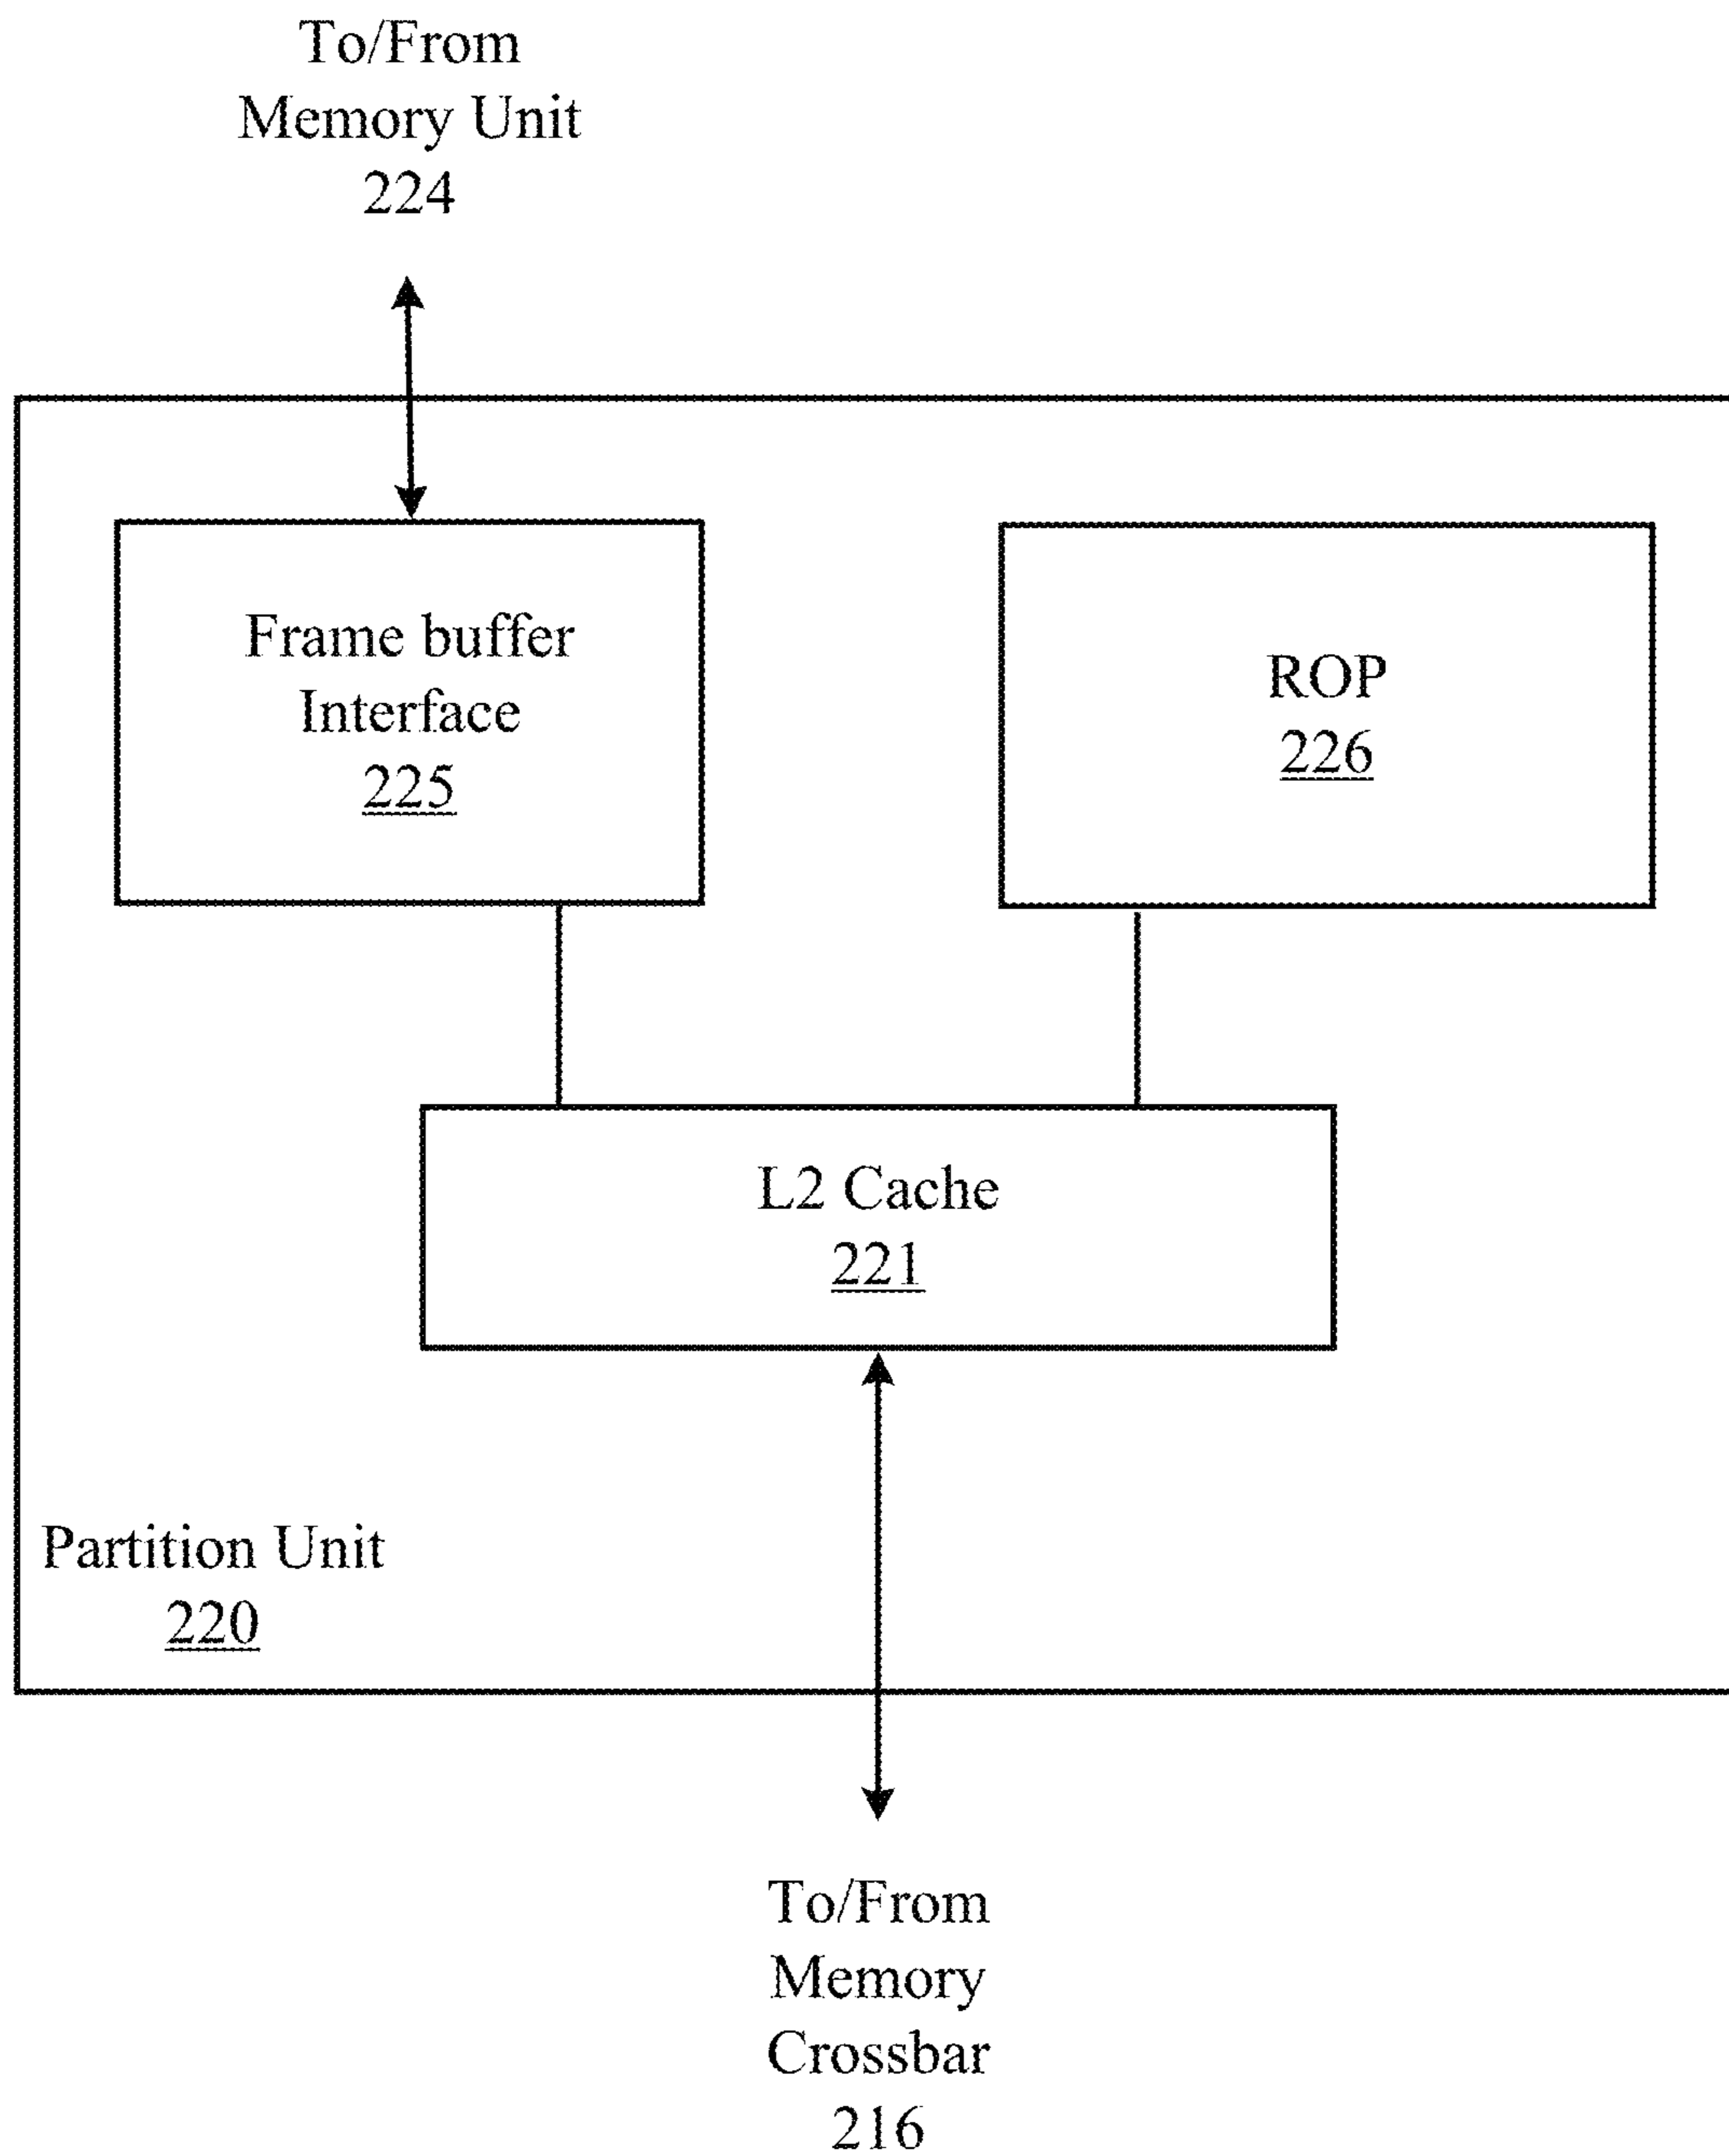 To/From
Memory Unit
224
Frame buffer
Interface
225
ROP
226
L2 Cache
221
Partition Unit
220
To/From
Memory
Crossbar
216